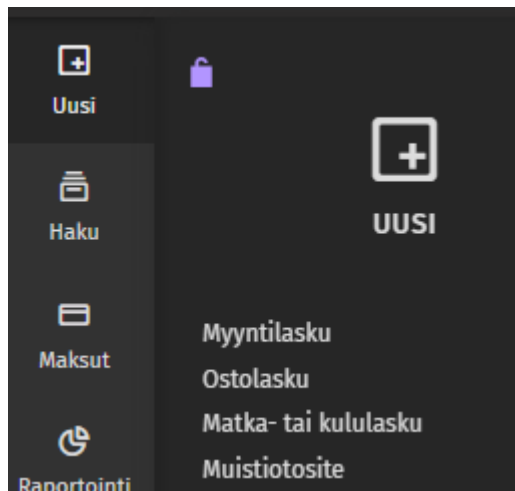 Uusi
Haku
Maksut
Raportointi
UUSI
Myyntilasku
Ostolasku
Matka- tai kululasku
Muistiotosite